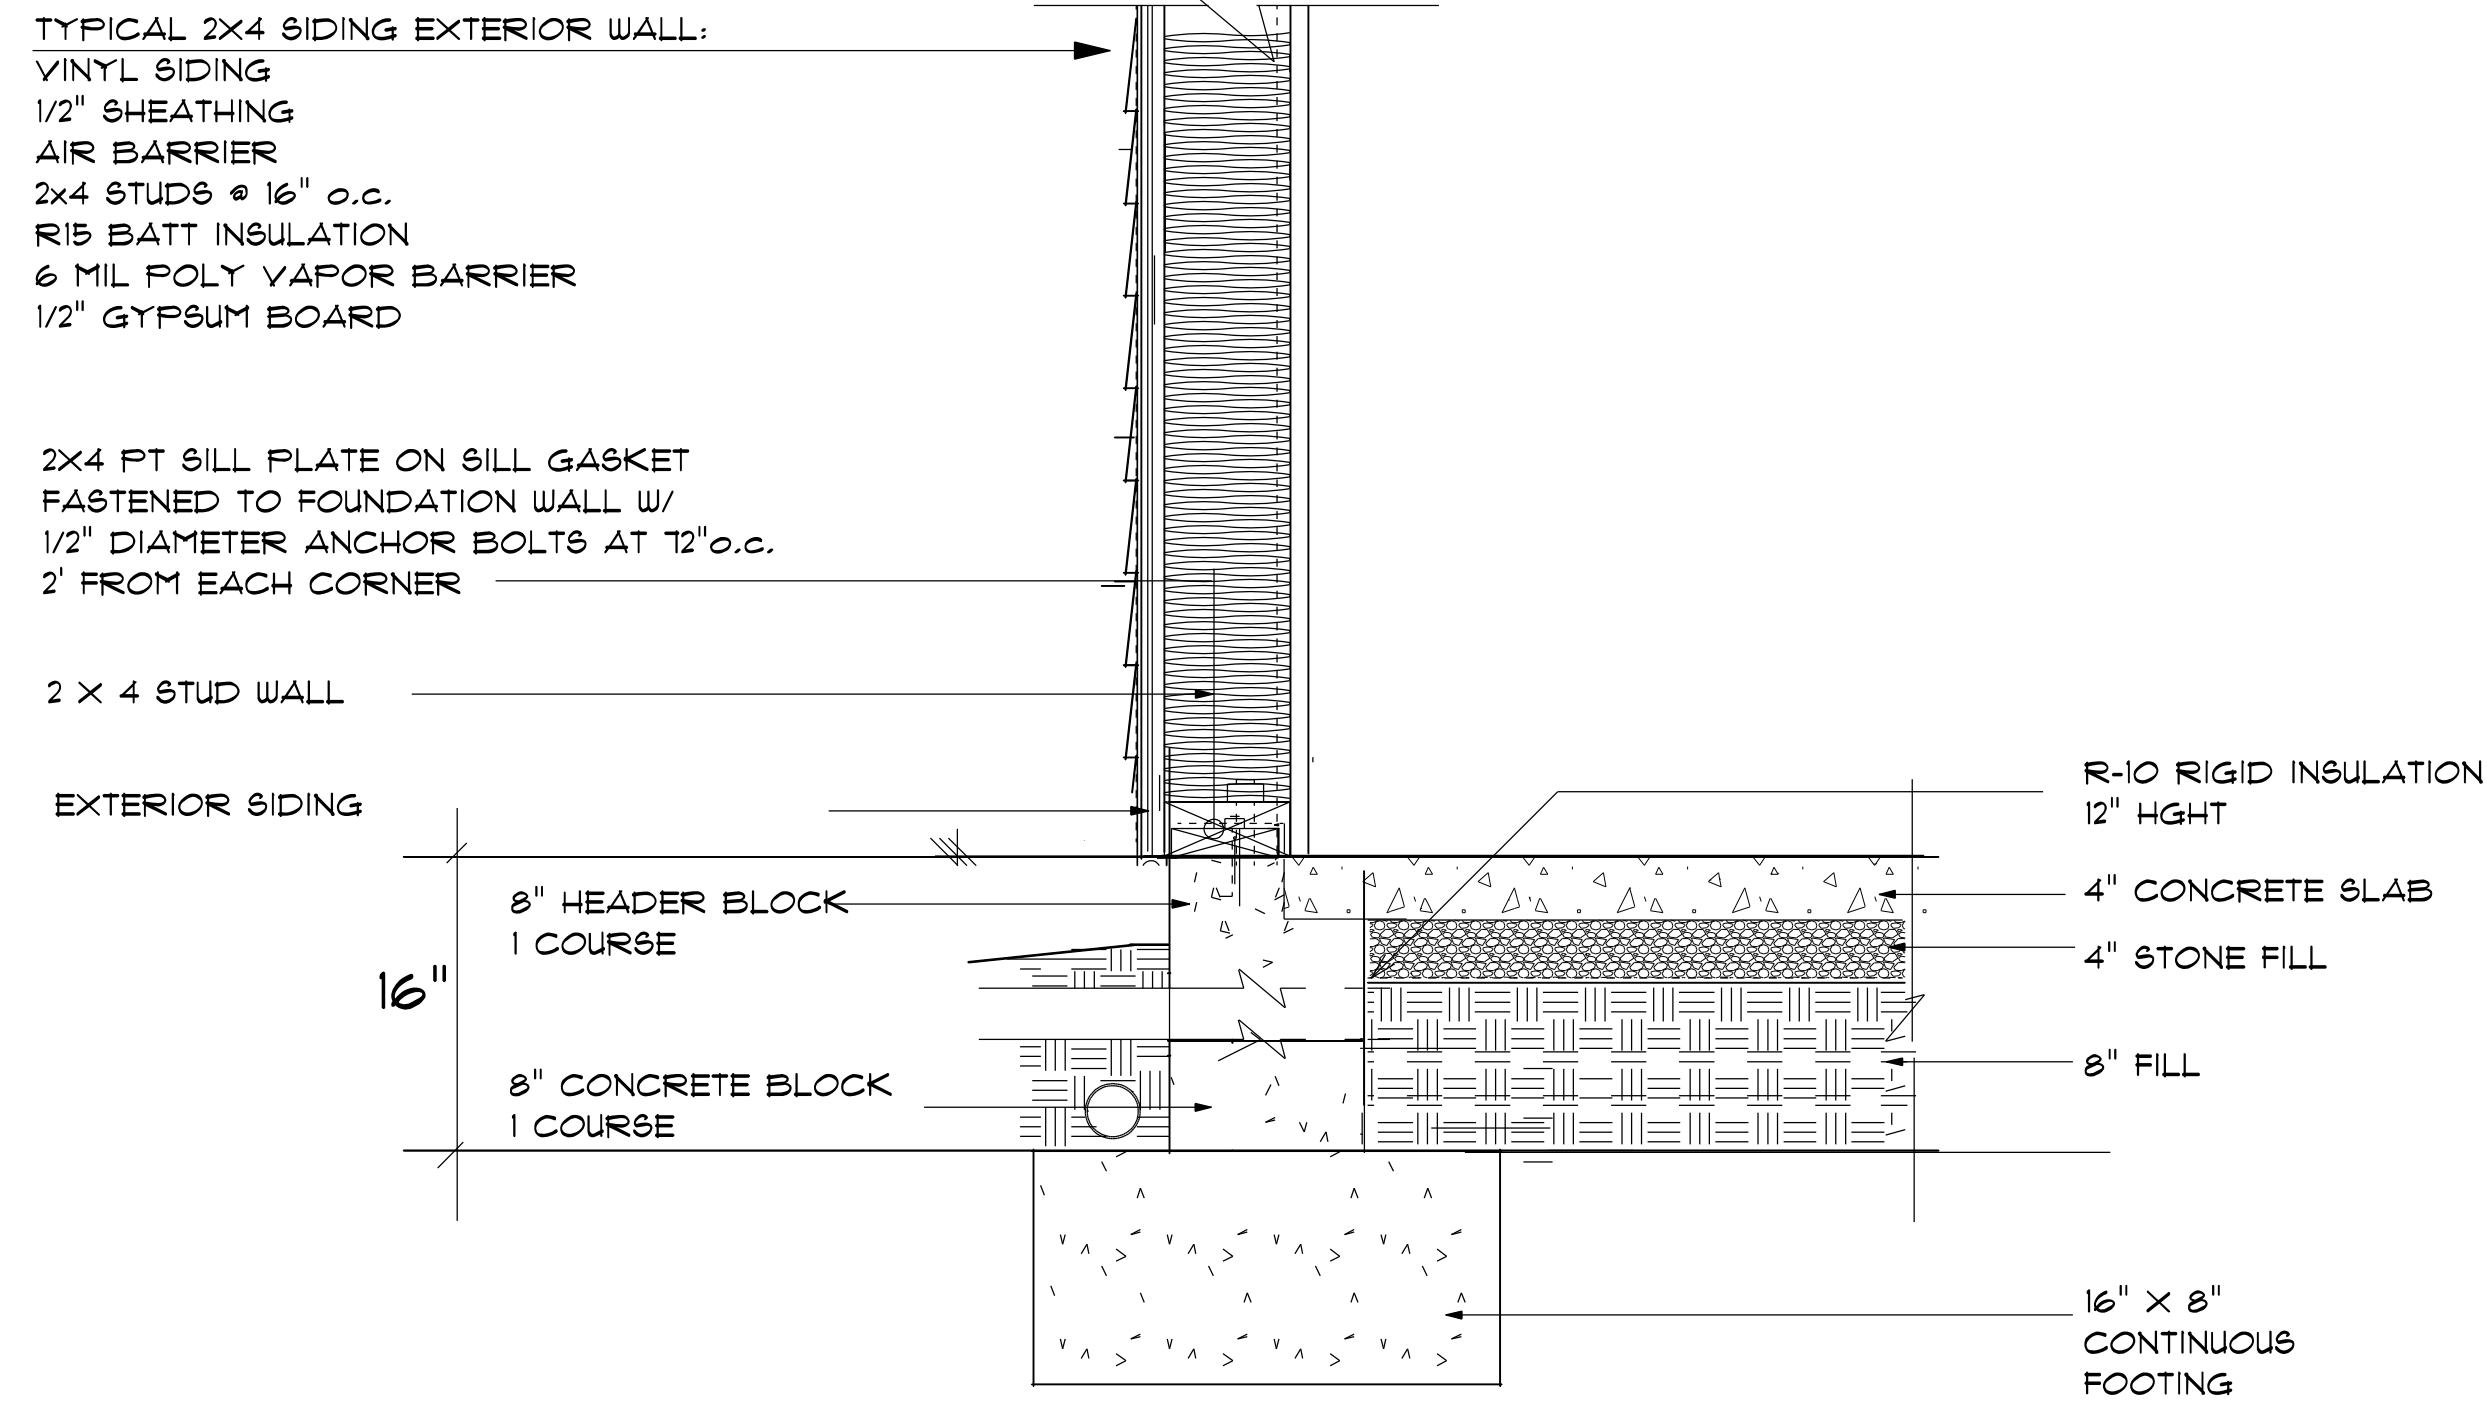 TYPICAL 2X4 SIDING EXTERIOR WALL:
VINYL SIDING
1/2" SHEATHING
AIR BARRIER
2x4 STUDS @ 16" o.c.
R15 BATT INSULATION
6 MIL POLY VAPOR BARRIER
1/2" GYPSUM BOARD
2X4 PT SILL PLATE ON SILL GASKET
FASTENED TO FOUNDATION WALL W/
1/2" DIAMETER ANCHOR BOLTS AT 72"o.c.
2' FROM EACH CORNER
2 X 4 STUD WALL
EXTERIOR SIDING
8" HEADER BLOCK
1 COURSE
16"
8" CONCRETE BLOCK
1 COURSE
R-10 RIGID INSULATION
12" HGHT
4" CONCRETE SLAB
4" STONE FILL
8" FILL
16" X 8"
CONTINUOUS
FOOTING